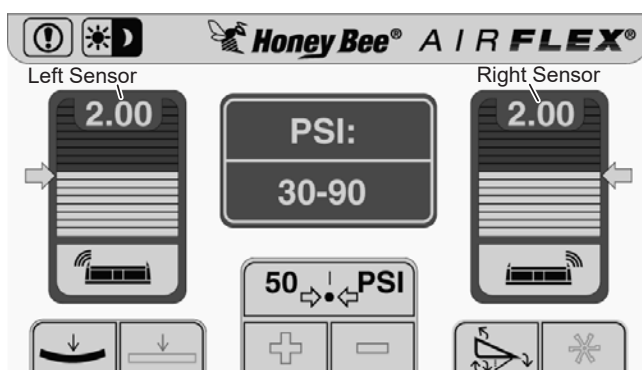 Honey Bee® AIRFLEX®
Left Sensor
Right Sensor
2.00
PSI:
30-90
2.00
50 PSI